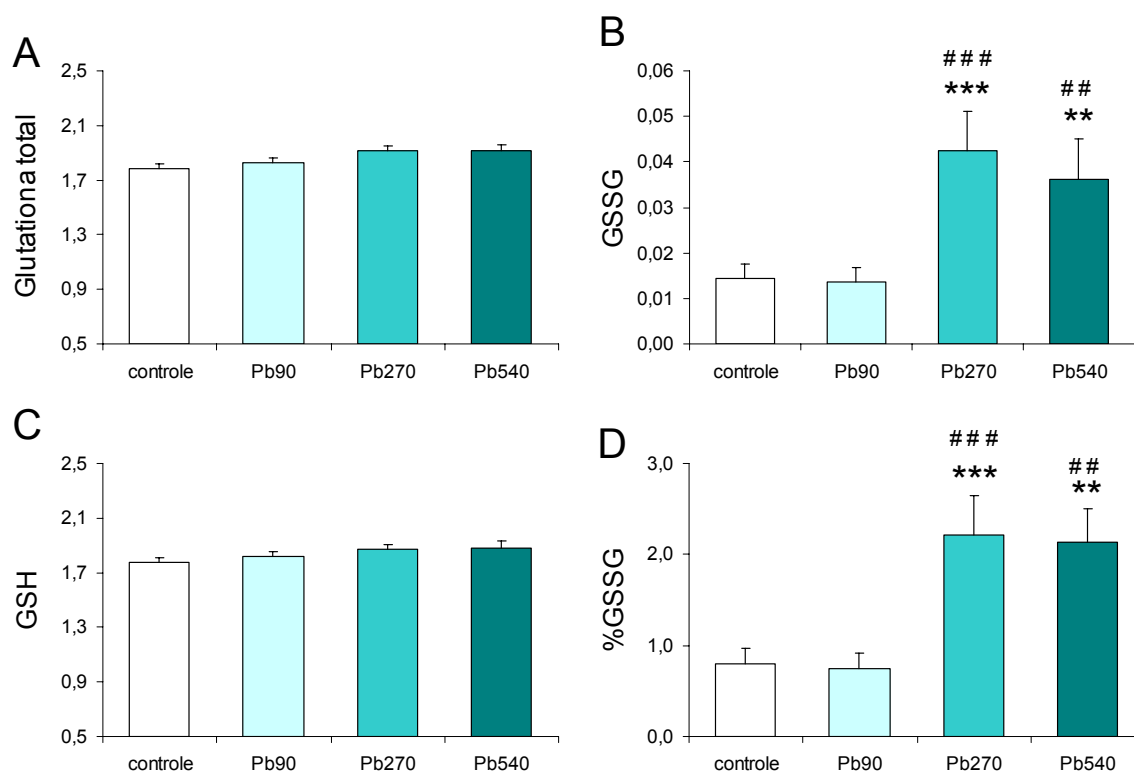 A
Glutationa total
2,5
2,1
1,7
1,3
0,9
0,5
controle Pb90 Pb270 Pb540
B
GSSG
0,06
0,05
0,04
0,03
0,02
0,01
0,00
### ##
*** **
controle Pb90 Pb270 Pb540
C
GSH
2,5
2,1
1,7
1,3
0,9
0,5
controle Pb90 Pb270 Pb540
D
%GSSG
3,0
2,0
1,0
0,0
### ##
*** **
controle Pb90 Pb270 Pb540